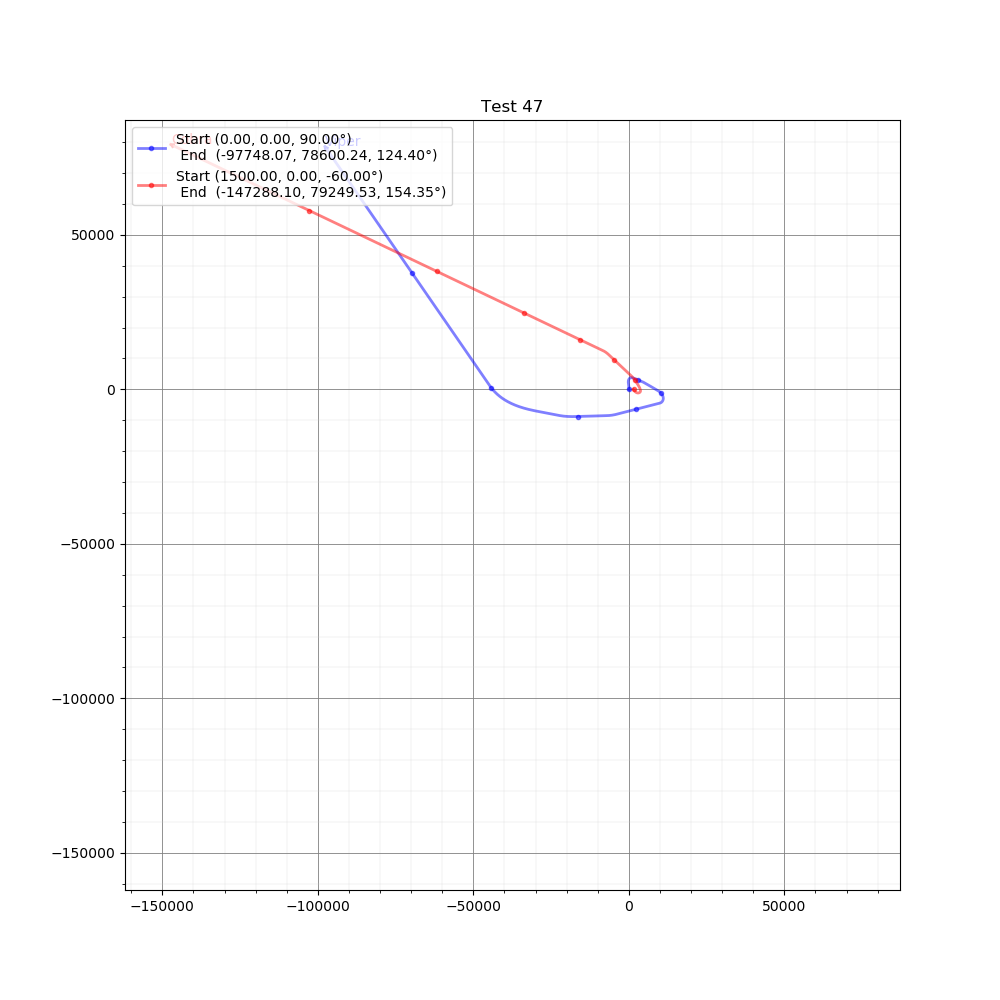 Test 47
Start (0.00, 0.00, 90.00°)
End (-97748.07, 78600.24, 124.40°)
Start (1500.00, 0.00, -60.00°)
End (-147288.10, 79249.53, 154.35°)
50000
0
−50000
−100000
−150000
−150000
−100000
−50000
0
50000